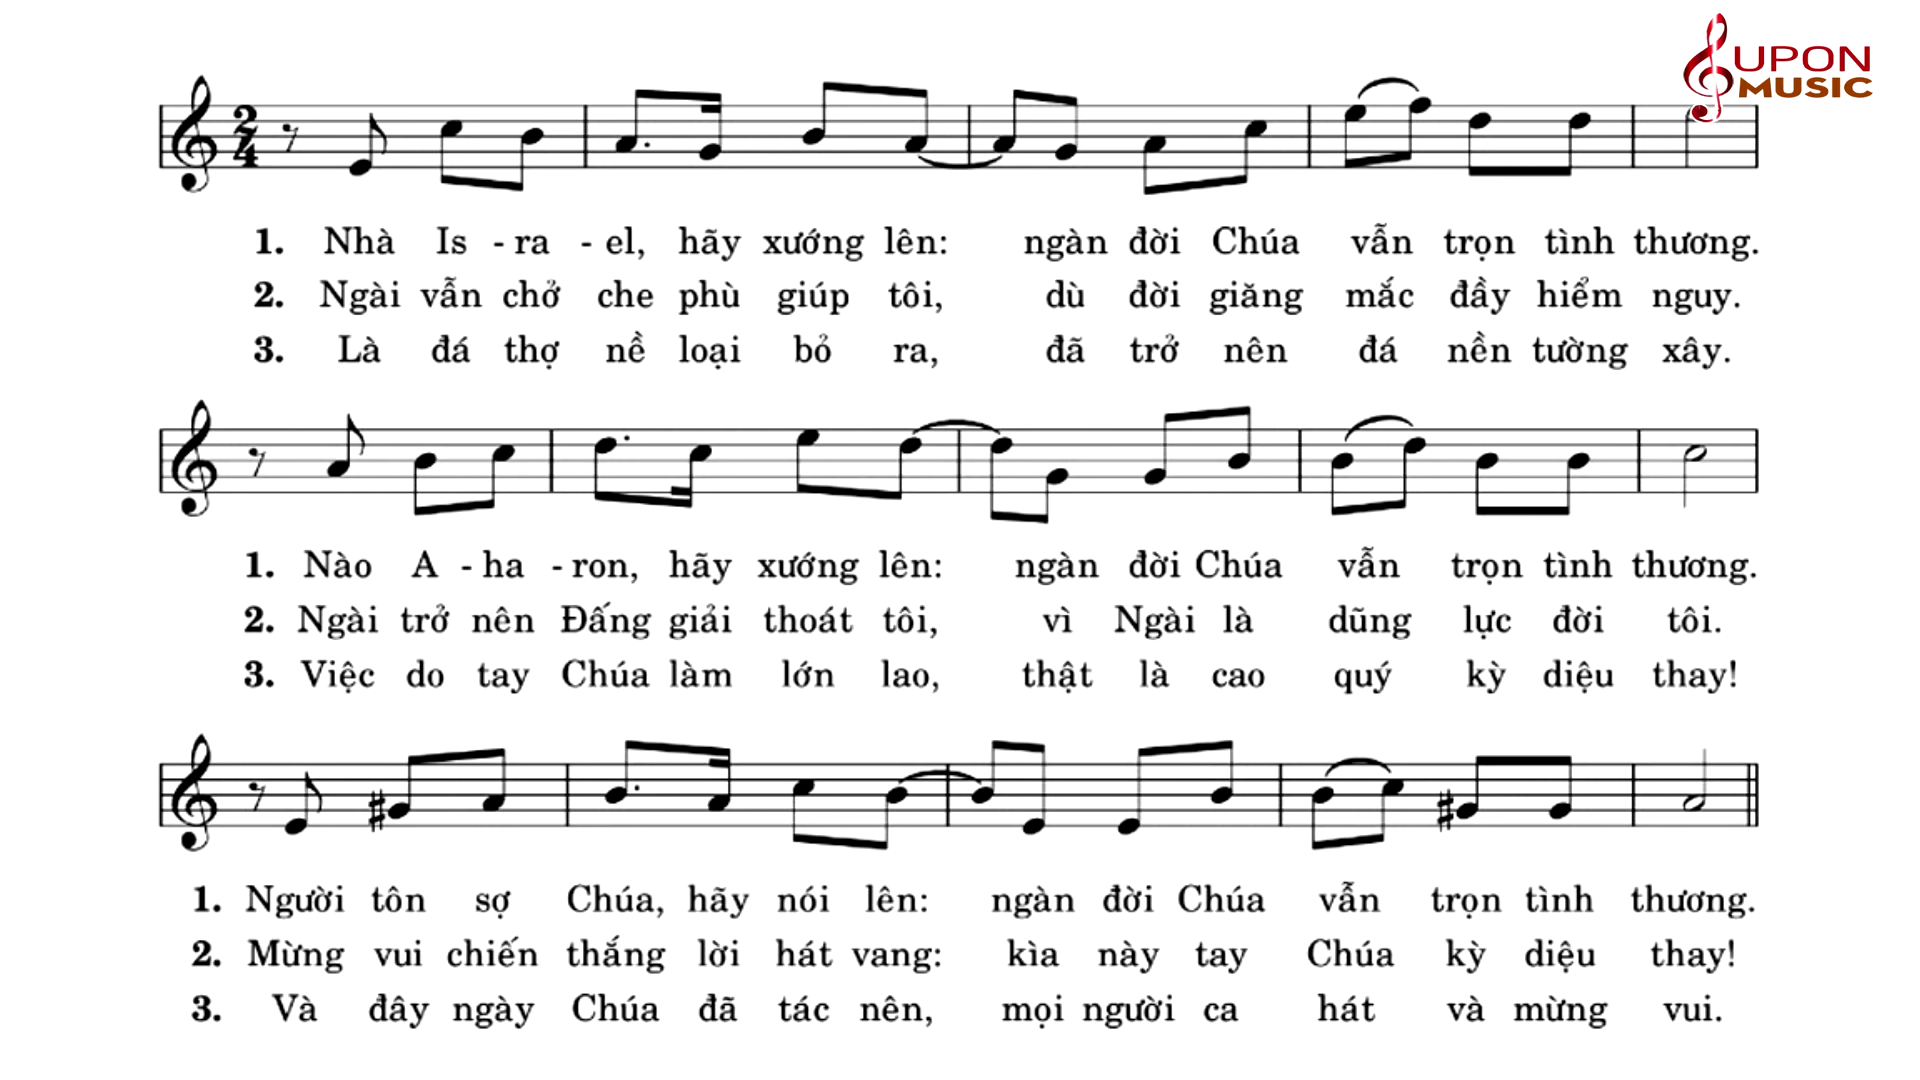 UPON
MUSIC
2
4
1. Nhà Is - ra - el, hãy xướng lên: ngàn đời Chúa vẫn trọn tình thương.
2. Ngài vẫn chở che phù giúp tôi, dù đời giăng mắc đầy hiểm nguy.
3. Là đá thợ nề loại bỏ ra, đã trở nên đá nền tường xây.
1. Nào A - ha - ron, hãy xướng lên: ngàn đời Chúa vẫn trọn tình thương.
2. Ngài trở nên Đấng giải thoát tôi, vì Ngài là dũng lực đời tôi.
3. Việc do tay Chúa làm lớn lao, thật là cao quý kỳ diệu thay!
1. Người tôn sợ Chúa, hãy nói lên: ngàn đời Chúa vẫn trọn tình thương.
2. Mừng vui chiến thắng lời hát vang: kìa này tay Chúa kỳ diệu thay!
3. Và đây ngày Chúa đã tác nên, mọi người ca hát và mừng vui.